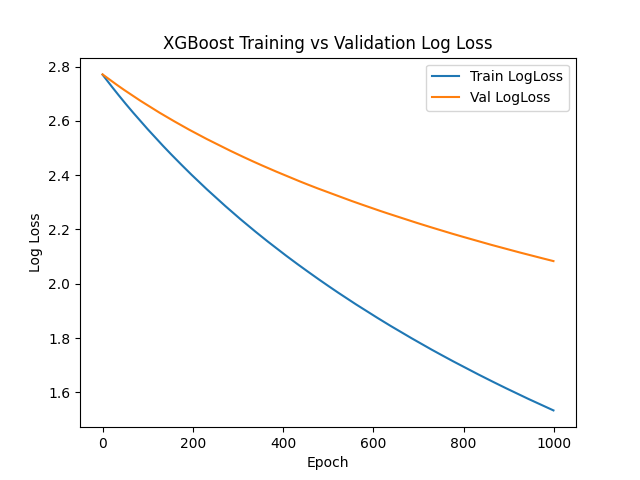 XGBoost Training vs Validation Log Loss
Train LogLoss
Val LogLoss
Log Loss
2.8
2.6
2.4
2.2
2.0
1.8
1.6
0 200 400 600 800 1000
Epoch